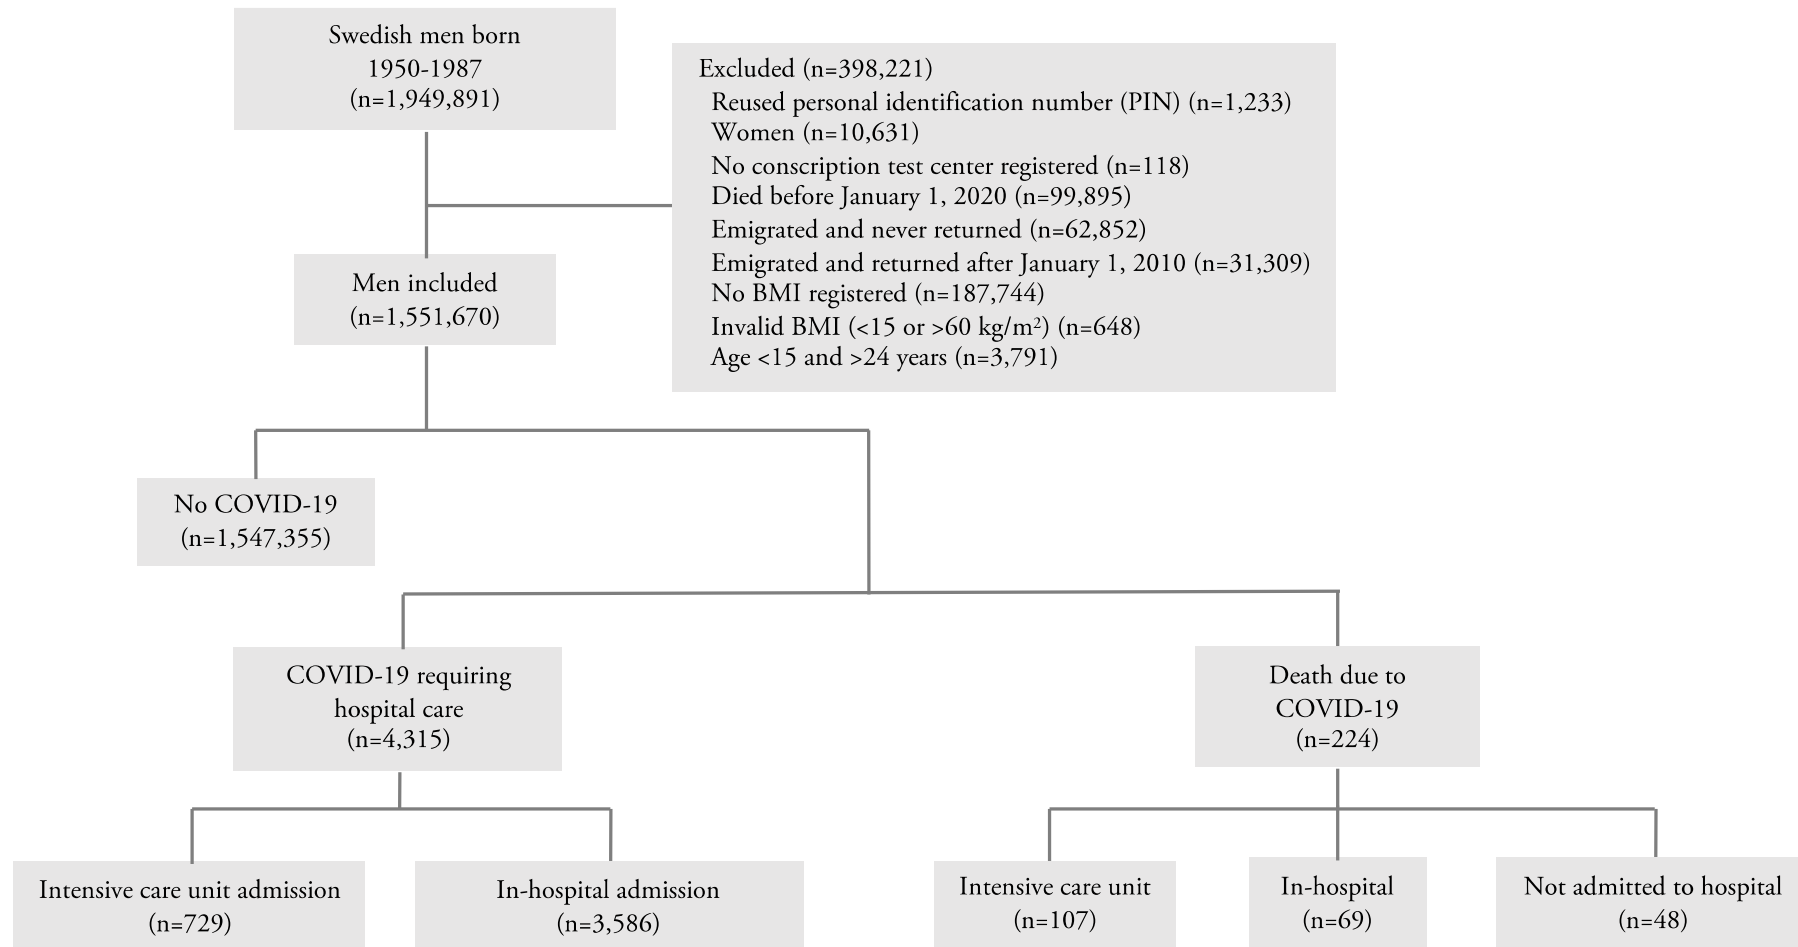 Swedish men born
1950-1987
(n=1,949,891)
Excluded (n=398,221)
Reused personal identification number (PIN) (n=1,233)
Women (n=10,631)
No conscription test center registered (n=118)
Died before January 1, 2020 (n=99,895)
Emigrated and never returned (n=62,852)
Emigrated and returned after January 1, 2010 (n=31,309)
No BMI registered (n=187,744)
Invalid BMI (<15 or >60 kg/m²) (n=648)
Age <15 and >24 years (n=3,791)
Men included
(n=1,551,670)
No COVID-19
(n=1,547,355)
COVID-19 requiring
hospital care
(n=4,315)
Death due to
COVID-19
(n=224)
Intensive care unit admission
(n=729)
In-hospital admission
(n=3,586)
Intensive care unit
(n=107)
In-hospital
(n=69)
Not admitted to hospital
(n=48)